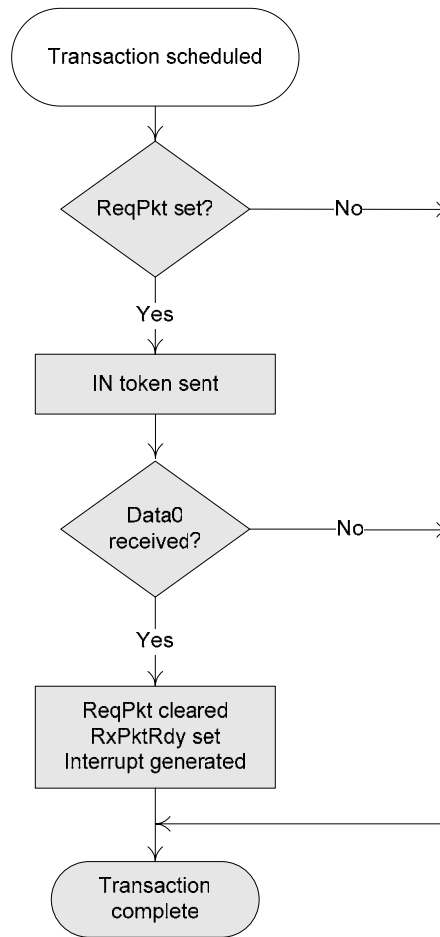 Transaction scheduled
ReqPkt set?
No
Yes
IN token sent
Data0
received?
No
Yes
ReqPkt cleared
RxPktRdy set
Interrupt generated
Transaction
complete